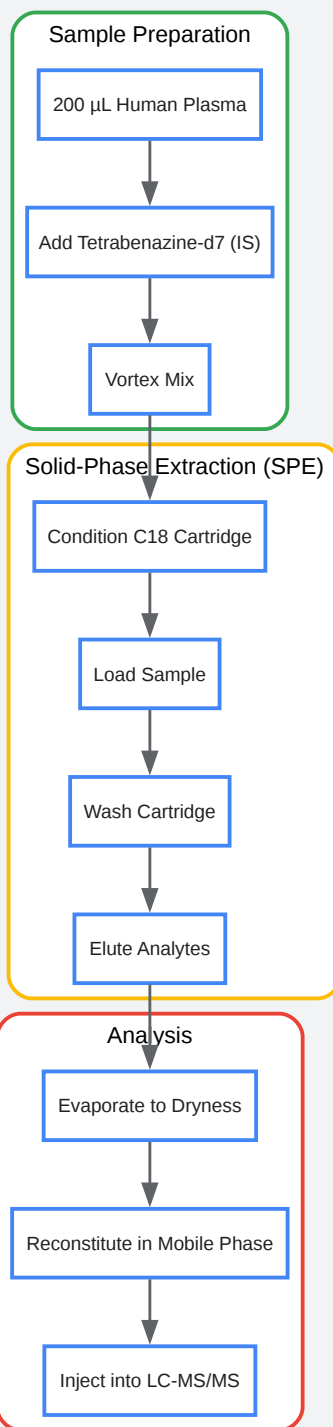 Sample Preparation
200 µL Human Plasma
Add Tetrabenazine-d7 (IS)
Vortex Mix
Solid-Phase Extraction (SPE)
Condition C18 Cartridge
Load Sample
Wash Cartridge
Elute Analytes
Analysis
Evaporate to Dryness
Reconstitute in Mobile Phase
Inject into LC-MS/MS